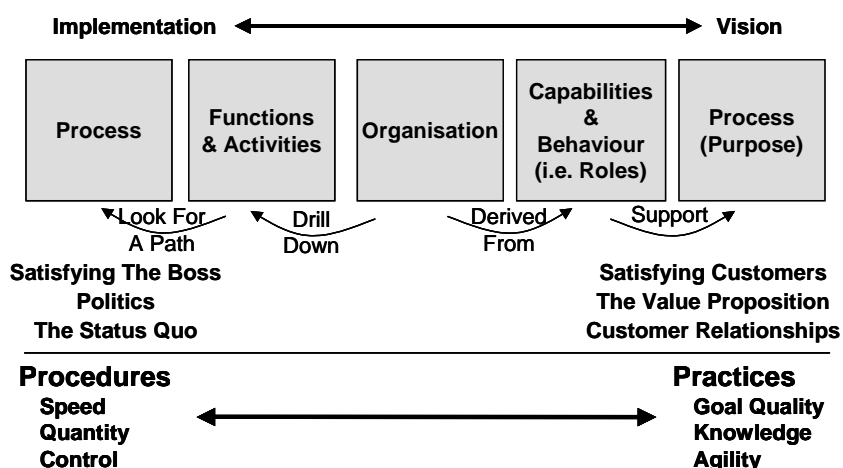 Implementation
Vision
Process
Functions
& Activities
Organisation
Capabilities
&
Behaviour
(i.e. Roles)
Process
(Purpose)
Look For
A Path
Drill
Down
Derived
From
Support
Satisfying The Boss
Politics
The Status Quo
Satisfying Customers
The Value Proposition
Customer Relationships
Procedures
Speed
Quantity
Control
Practices
Goal Quality
Knowledge
Agility